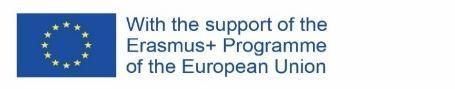 With the support of the
Erasmus+ Programme
of the European Union